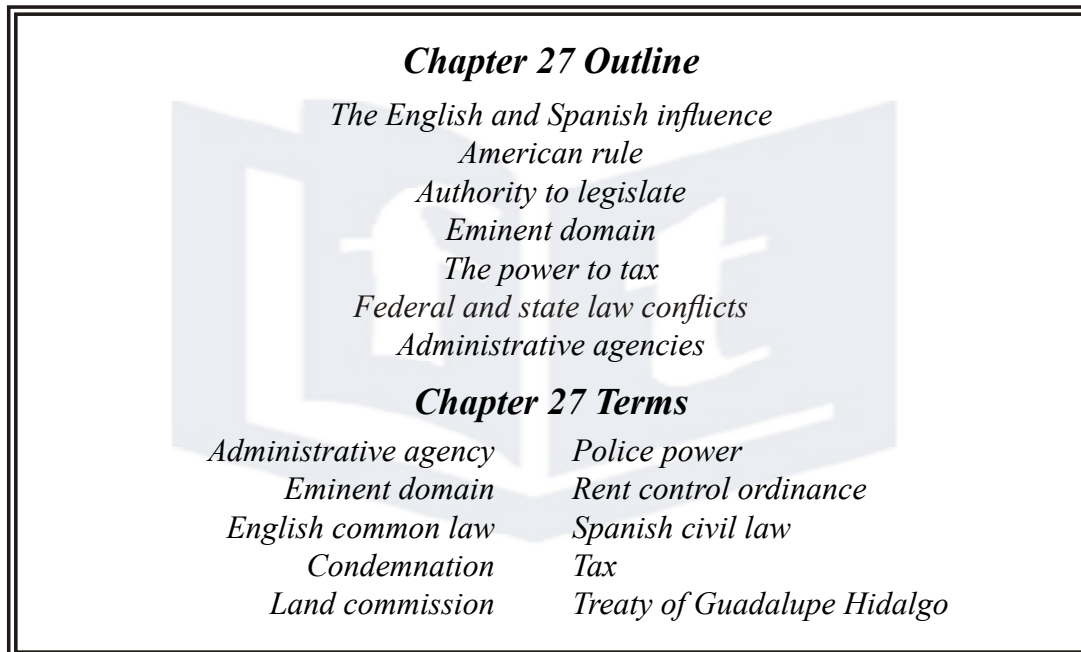 Chapter 27 Outline
The English and Spanish influence
American rule
Authority to legislate
Eminent domain
The power to tax
Federal and state law conflicts
Administrative agencies
Chapter 27 Terms
Administrative agency Police power
Eminent domain Rent control ordinance
English common law Spanish civil law
Condemnation Tax
Land commission Treaty of Guadalupe Hidalgo
ft